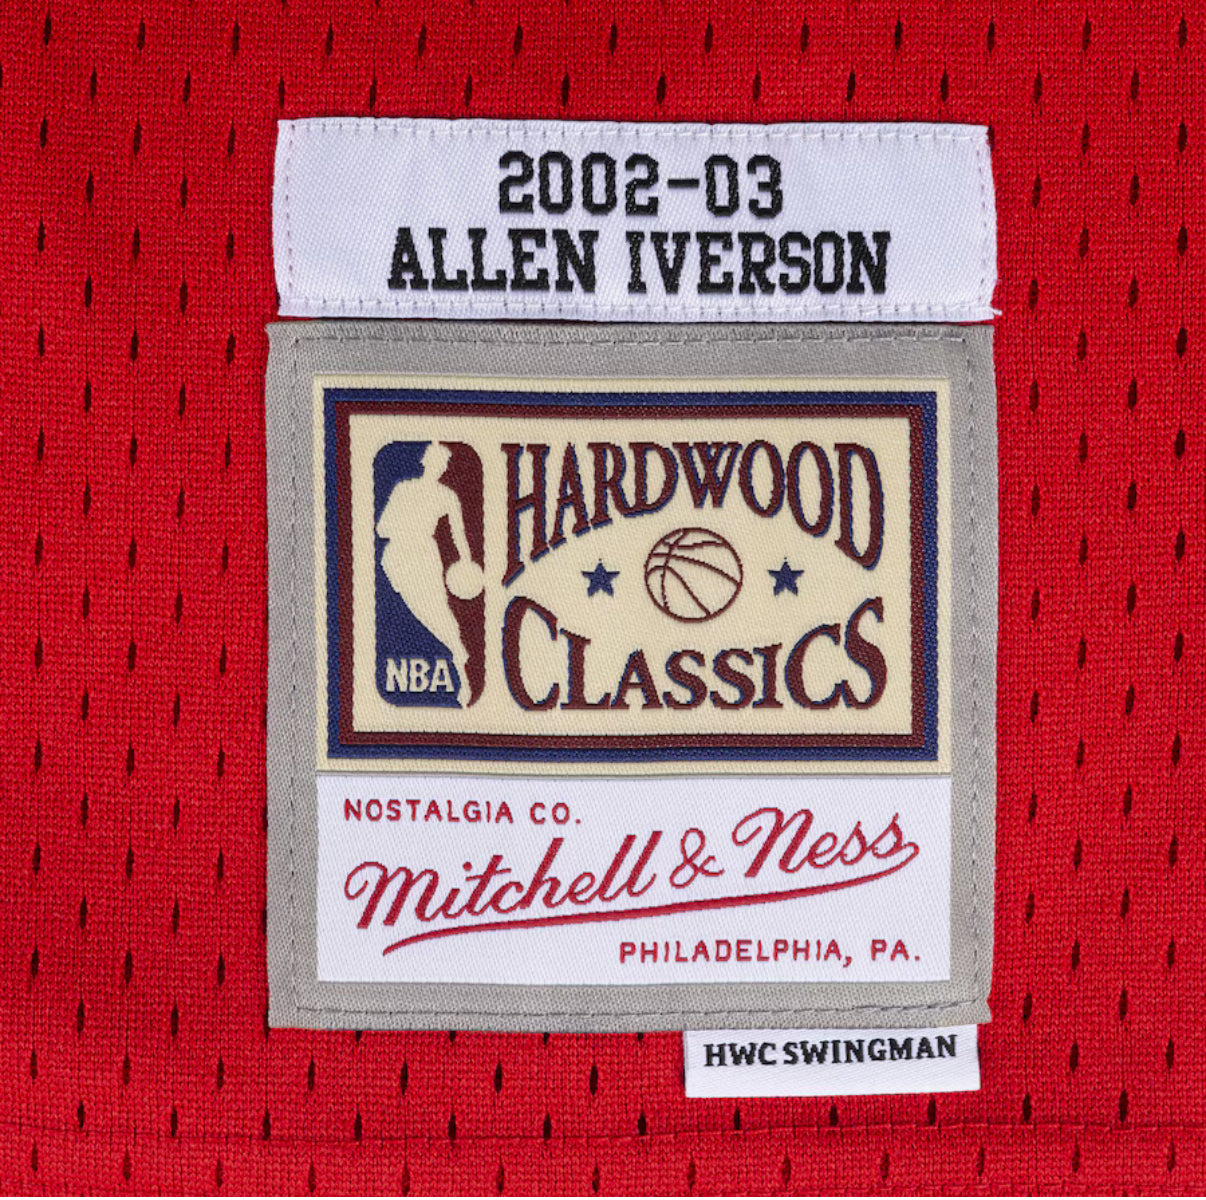 2002-03
ALLEN IVERSON
HARDWOOD
CLASSICS
NBA
NOSTALGIA CO.
Mitchell & Ness
PHILADELPHIA, PA.
HWC SWINGMAN